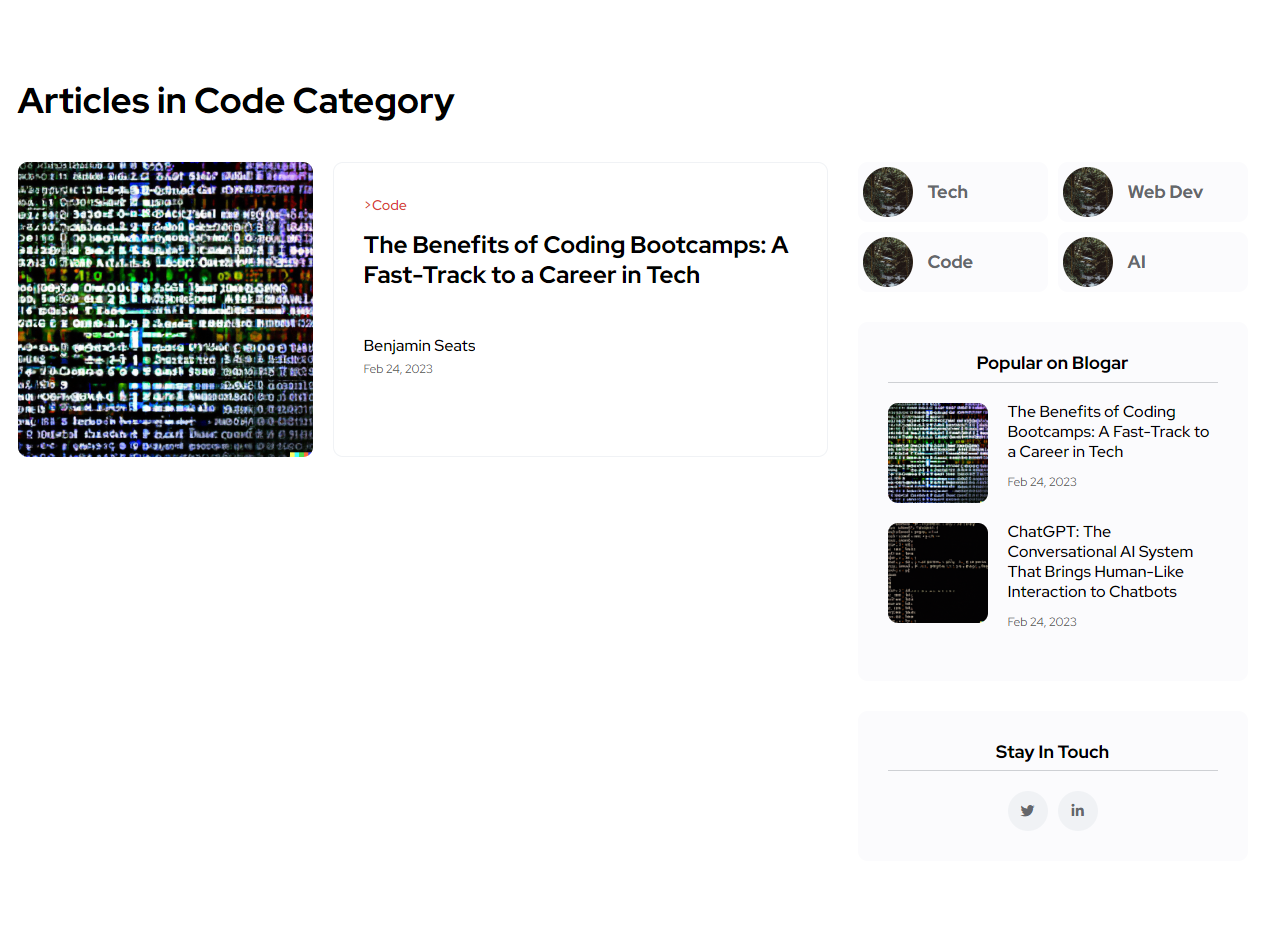 Articles in Code Category
>Code
The Benefits of Coding Bootcamps: A
Fast-Track to a Career in Tech
Benjamin Seats
Feb 24, 2023
Tech
Web Dev
Code
AI
Popular on Blogar
The Benefits of Coding
Bootcamps: A Fast-Track to
a Career in Tech
Feb 24, 2023
ChatGPT: The
Conversational AI System
That Brings Human-Like
Interaction to Chatbots
Feb 24, 2023
Stay In Touch
in